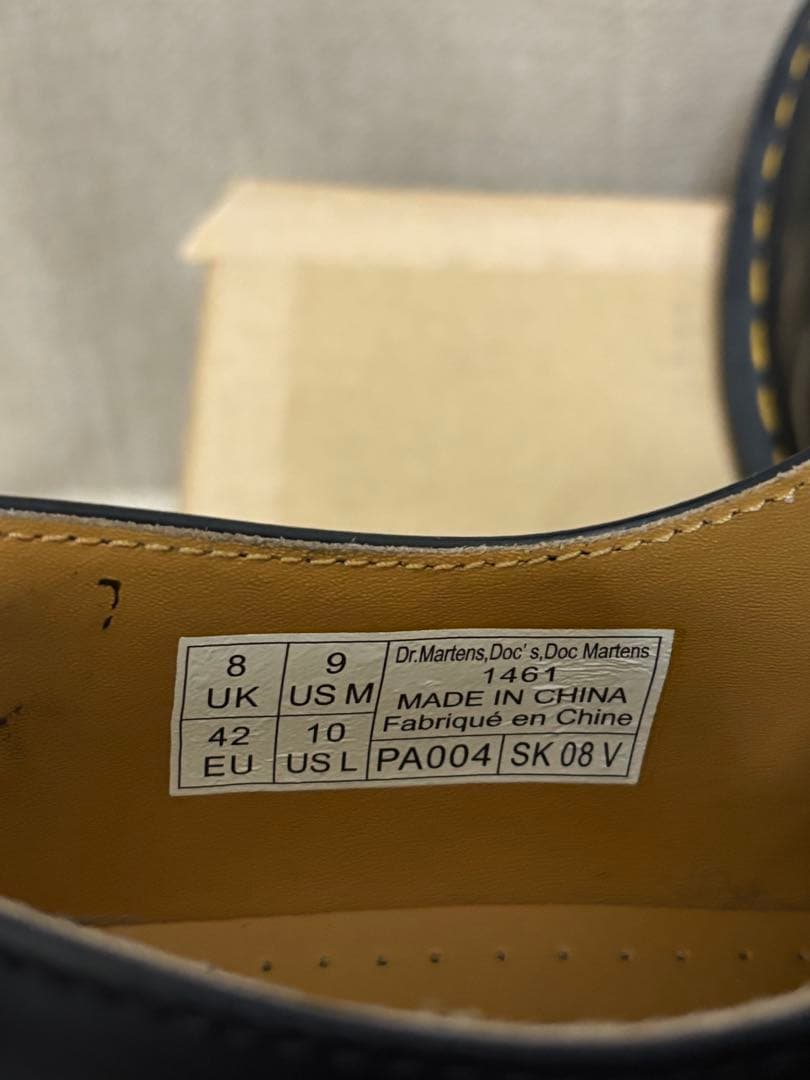 8 UK
9 US M
42 EU
10 US L
Dr.Martens,Doc's,Doc Martens
1461
MADE IN CHINA
Fabriqué en Chine
PA004 SK 08 V